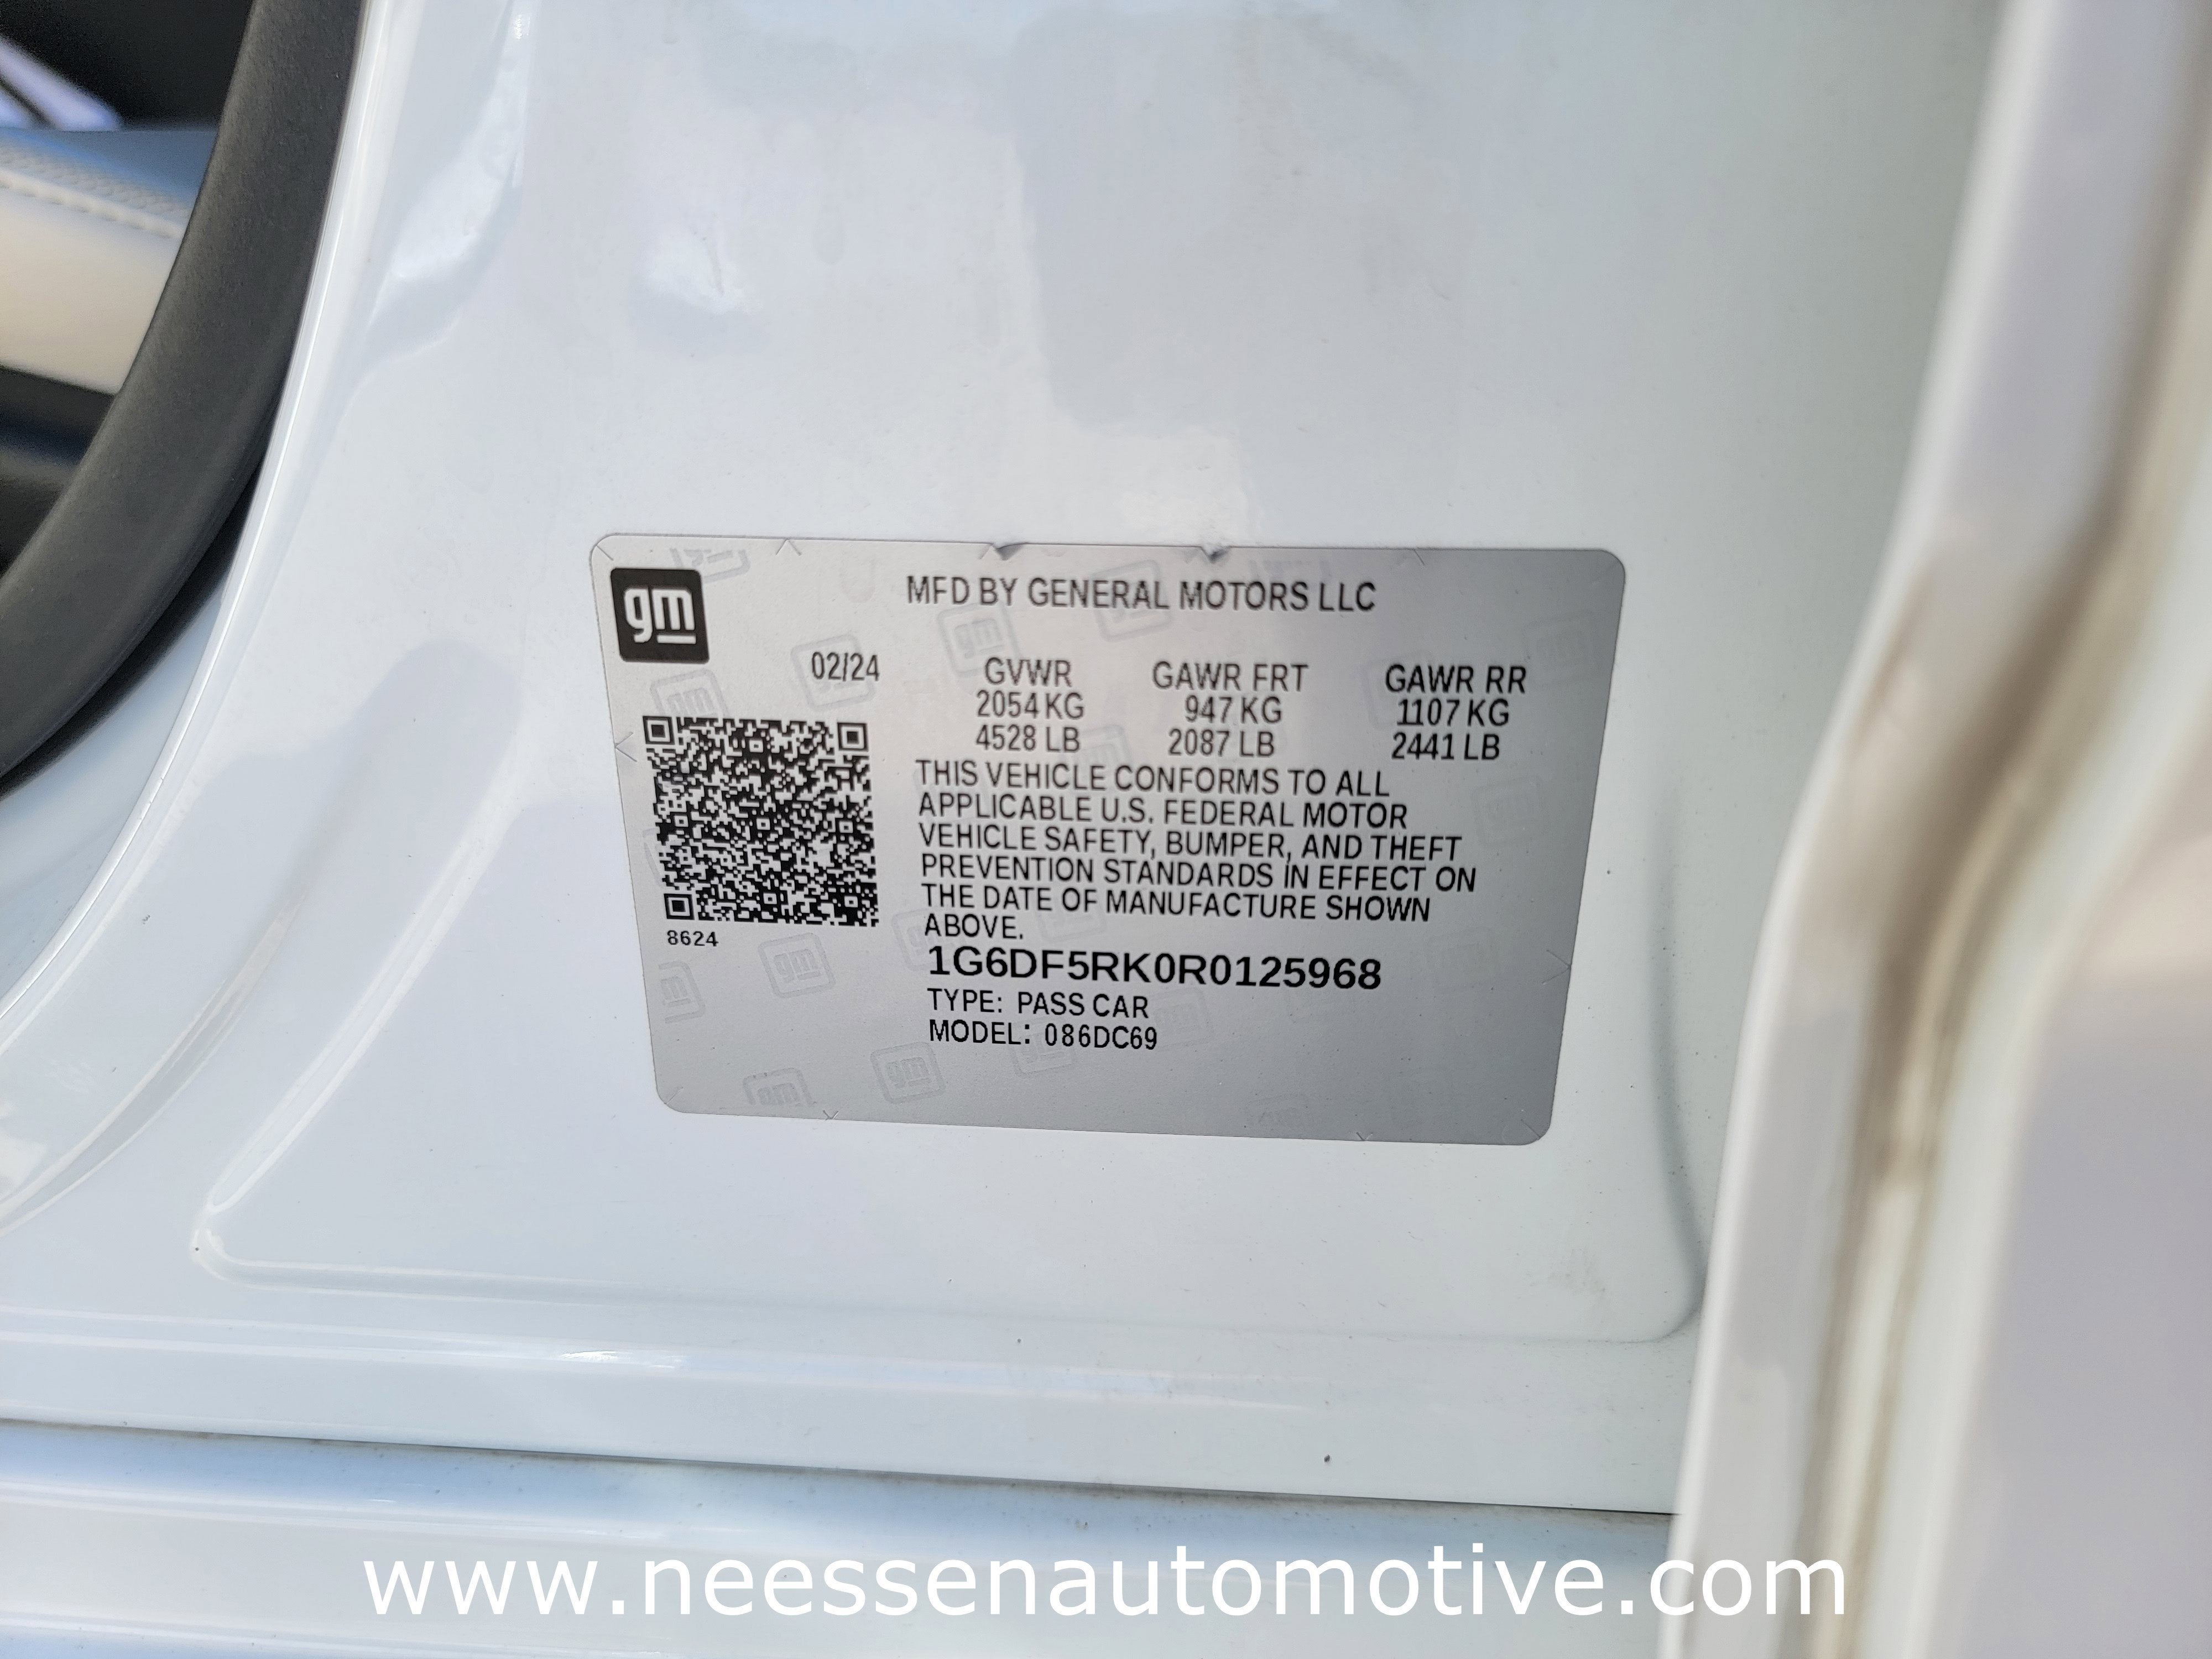 gm
MFD BY GENERAL MOTORS LLC
02/24 GVWR GAWR FRT GAWR RR
2054 KG 947 KG 1107 KG
4528 LB 2087 LB 2441 LB
THIS VEHICLE CONFORMS TO ALL
APPLICABLE U.S. FEDERAL MOTOR
VEHICLE SAFETY, BUMPER, AND THEFT
PREVENTION STANDARDS IN EFFECT ON
THE DATE OF MANUFACTURE SHOWN
ABOVE.
8624
1G6DF5RK0R0125968
TYPE: PASS CAR
MODEL: 086DC69
www.neessenautomotive.com